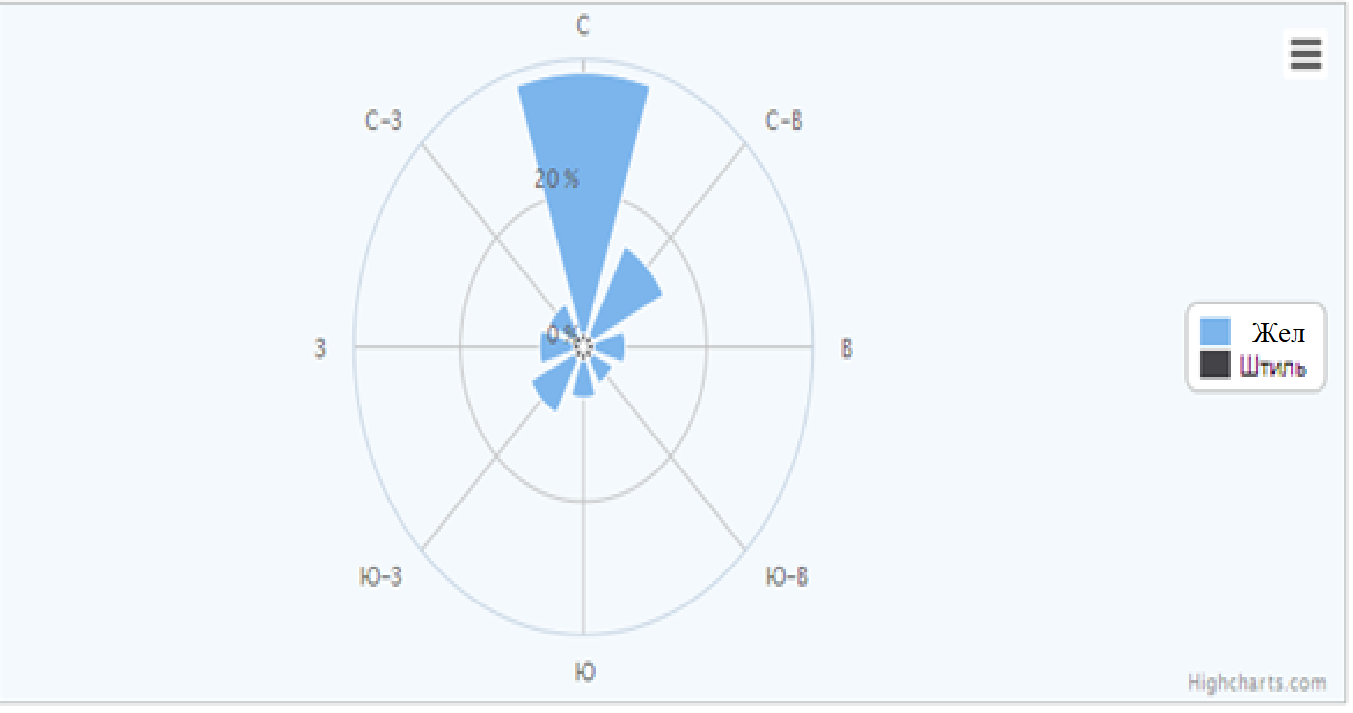 С
С-З
С-В
20 %
0 %
З
В
Жел
Штиль
Ю-З
Ю-В
Ю
Highcharts.com